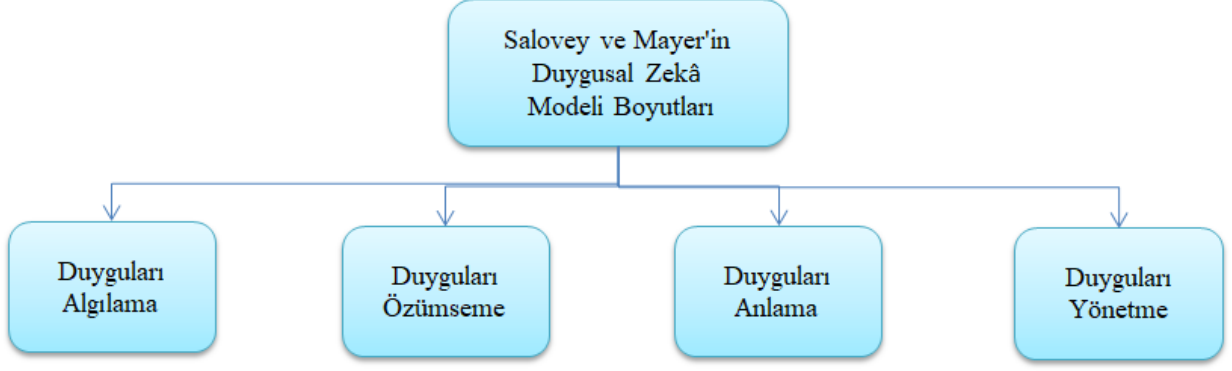 Salovey ve Mayer'in
Duygusal Zekâ
Modeli Boyutları
Duyguları
Algılama
Duyguları
Özümseme
Duyguları
Anlama
Duyguları
Yönetme